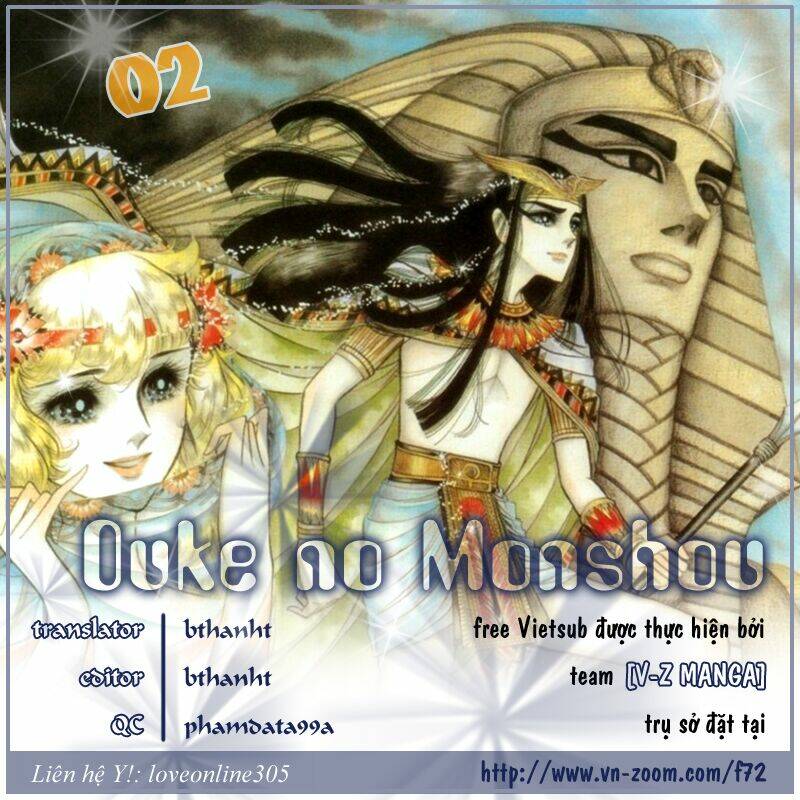 02
Ouke no Monshou
translator bthanht
free Vietsub được thực hiện bởi
editor bthanht
team [V-Z MANGA]
QC phamdata99a
trụ sở đặt tại
Liên hệ Y!: loveonline305
http://www.vn-zoom.com/f72